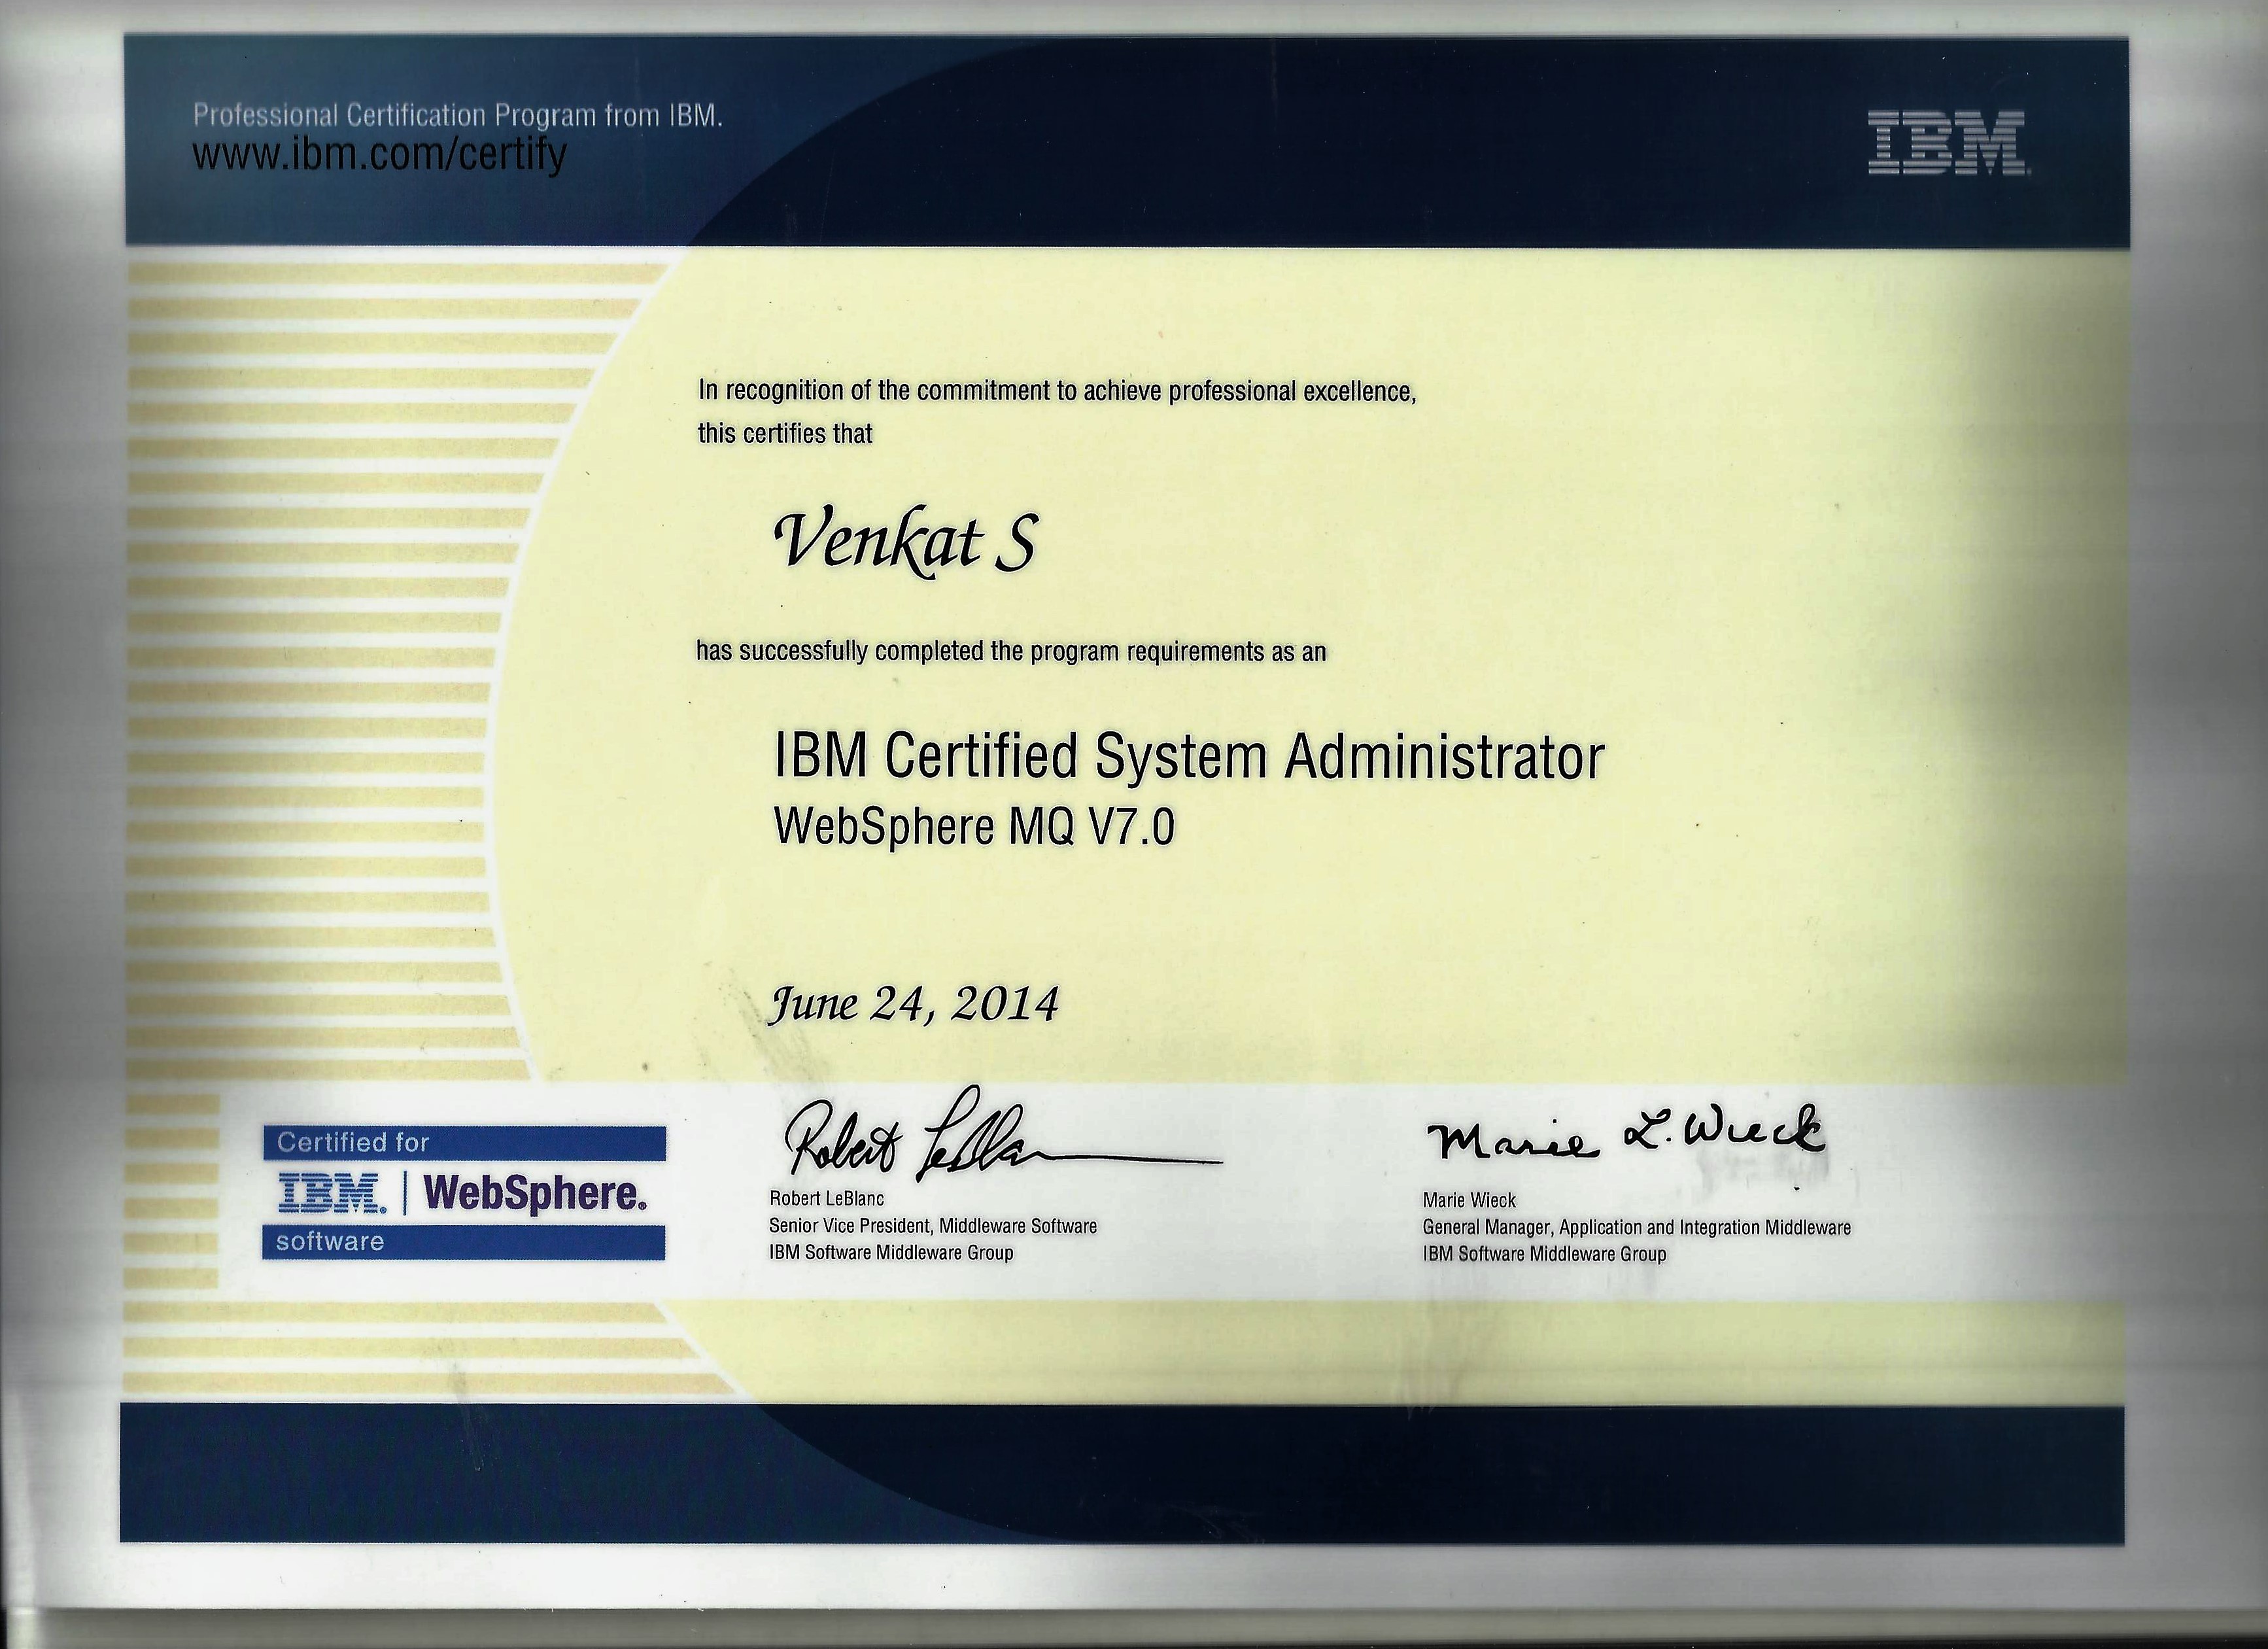 Professional Certification Program from IBM.
www.ibm.com/certify
IBM.
In recognition of the commitment to achieve professional excellence,
this certifies that
Venkat S
has successfully completed the program requirements as an
IBM Certified System Administrator
WebSphere MQ V7.0
June 24, 2014
Certified for
IBM. | WebSphere.
software
Robert LeBlanc
Robert LeBlanc
Senior Vice President, Middleware Software
IBM Software Middleware Group
Marie L. Wieck
Marie Wieck
General Manager, Application and Integration Middleware
IBM Software Middleware Group